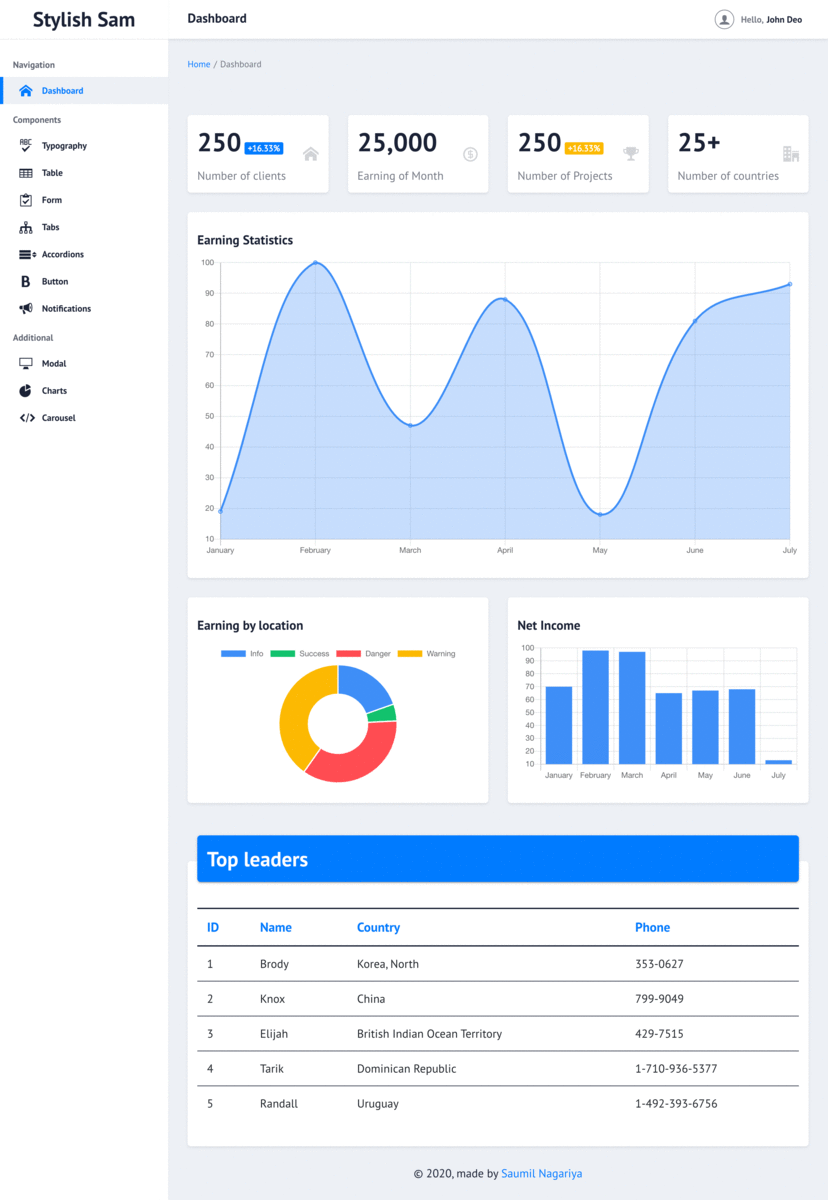 Stylish Sam
Dashboard
Hello, John Deo
Navigation
Dashboard
Components
ABC
Typography
Table
Form
Tabs
Accordions
B Button
Notifications
Additional
Modal
Charts
Carousel
Home / Dashboard
250 +16.33%
Number of clients
25,000
$
Earning of Month
250 +16.33%
Number of Projects
25+
Number of countries
Earning Statistics
100
90
80
70
60
50
40
30
20
10
January February March April May June July
Earning by location
Info Success Danger Warning
Net Income
100
90
80
70
60
50
40
30
20
10
January February March April May June July
Top leaders
ID Name Country Phone
1 Brody Korea, North 353-0627
2 Knox China 799-9049
3 Elijah British Indian Ocean Territory 429-7515
4 Tarik Dominican Republic 1-710-936-5377
5 Randall Uruguay 1-492-393-6756
© 2020, made by Saumil Nagariya